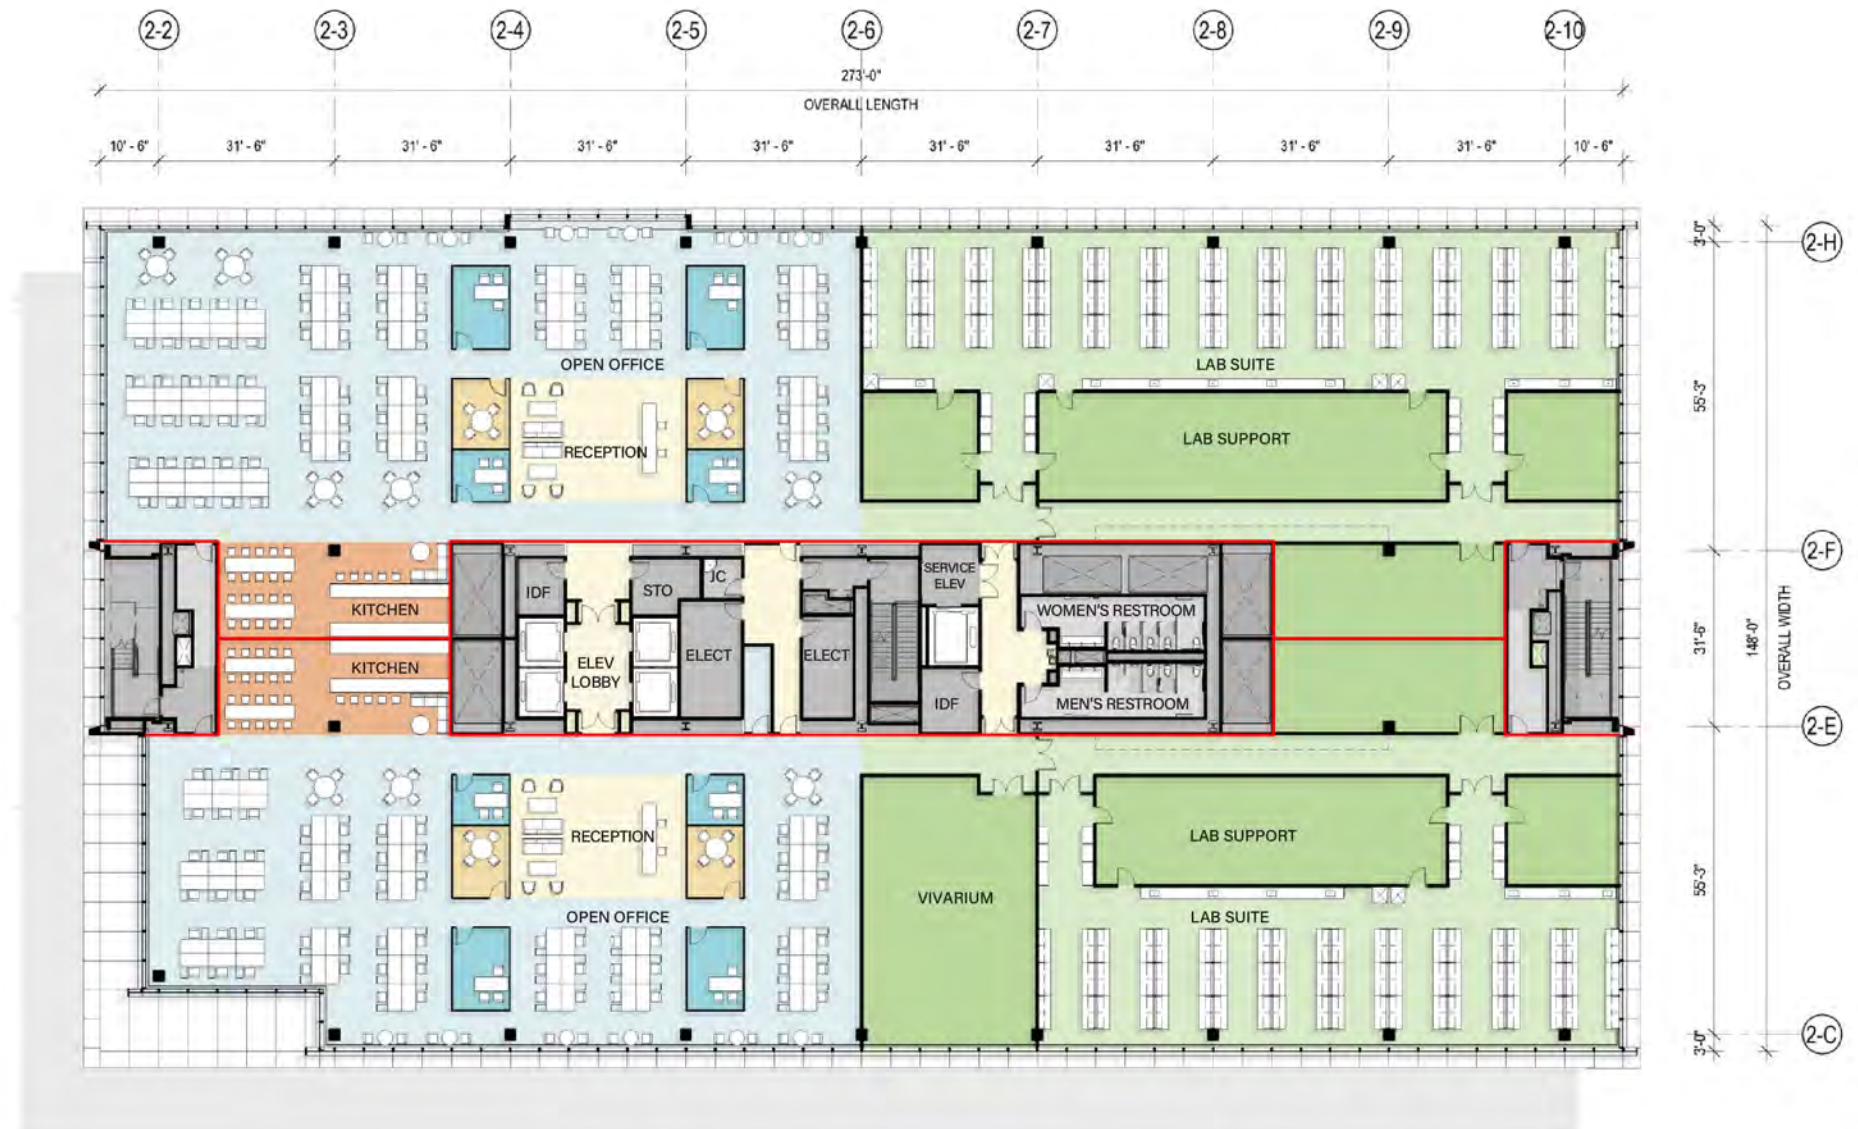 2-2 2-3 2-4 2-5 2-6 2-7 2-8 2-9 2-10
273'-0"
OVERALL LENGTH
10' - 6" 31' - 6" 31' - 6" 31' - 6" 31' - 6" 31' - 6" 31' - 6" 31' - 6" 31' - 6" 10' - 6"
3'-0"
2-H
OPEN OFFICE
LAB SUITE
55'-3"
RECEPTION
LAB SUPPORT
2-F
KITCHEN
IDF
STO
JC
SERVICE
ELEV
WOMEN'S RESTROOM
KITCHEN
ELEV
LOBBY
ELECT
ELECT
IDF
MEN'S RESTROOM
31'-6"
148'-0"
OVERALL WIDTH
2-E
RECEPTION
LAB SUPPORT
VIVARIUM
55'-3"
OPEN OFFICE
LAB SUITE
3'-0"
2-C